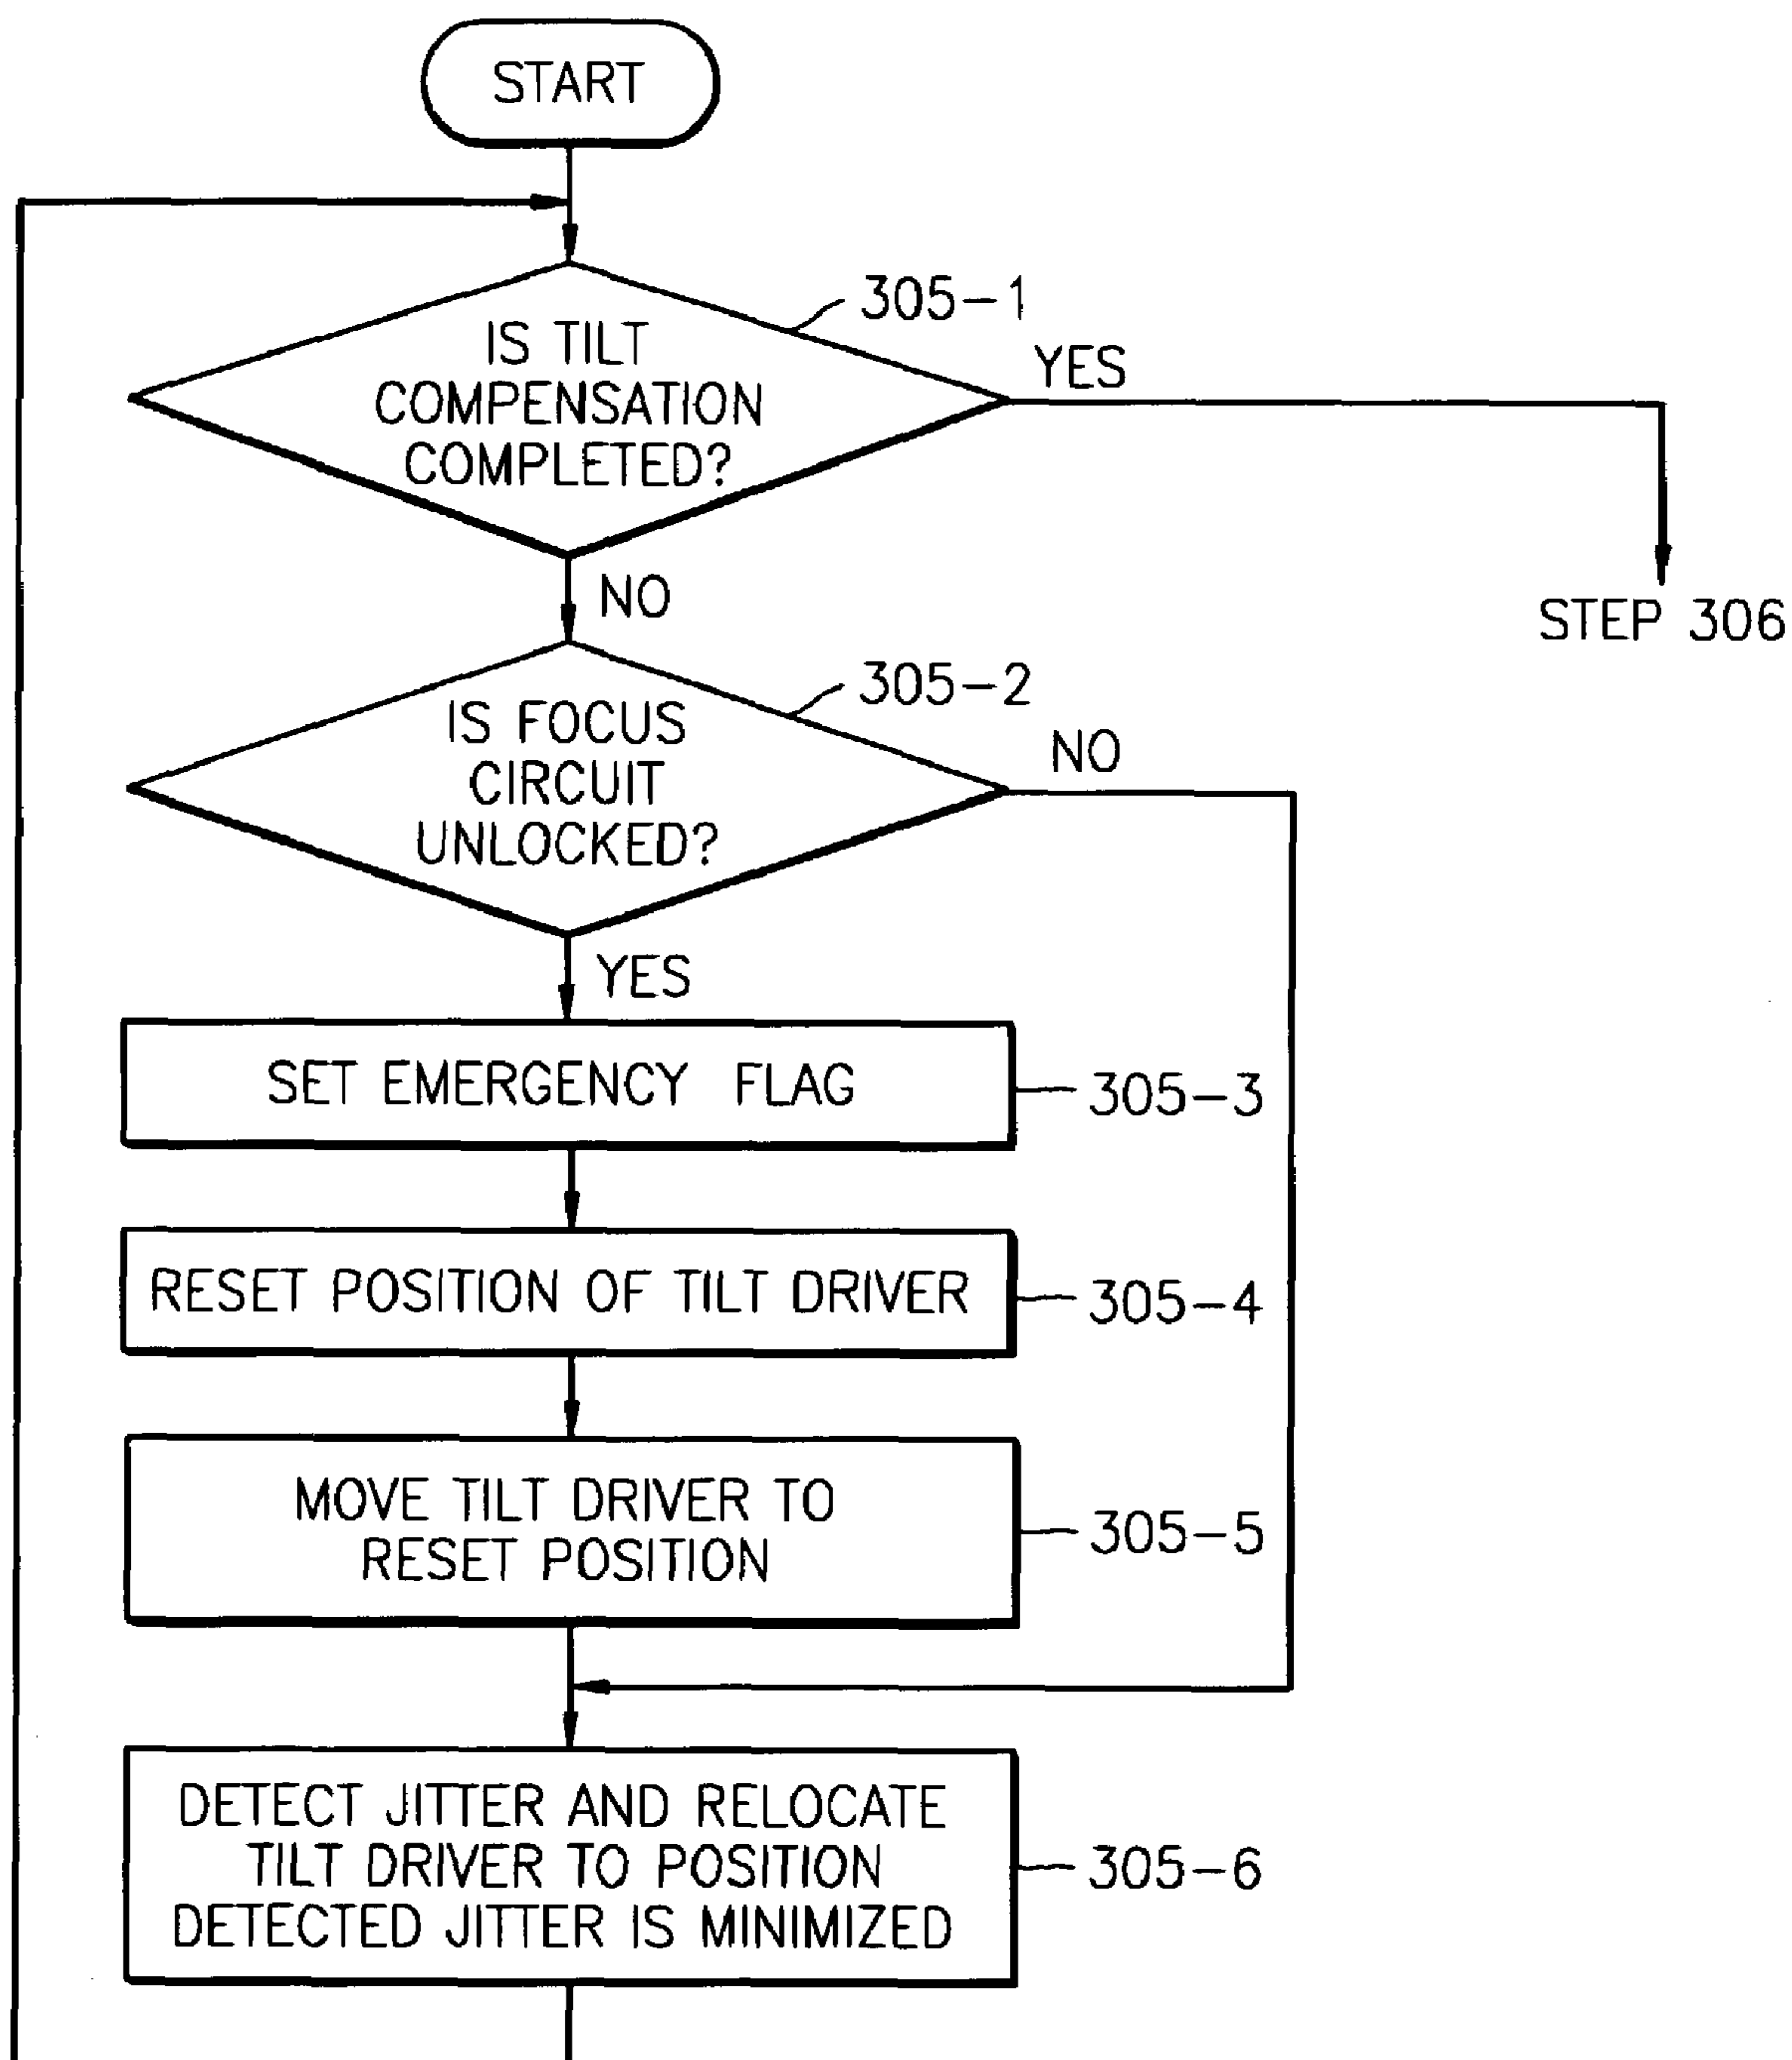 START
305-1
IS TILT
COMPENSATION
COMPLETED?
YES
NO
STEP 306
305-2
IS FOCUS
CIRCUIT
UNLOCKED?
NO
YES
SET EMERGENCY FLAG
305-3
RESET POSITION OF TILT DRIVER
305-4
MOVE TILT DRIVER TO
RESET POSITION
305-5
DETECT JITTER AND RELOCATE
TILT DRIVER TO POSITION
DETECTED JITTER IS MINIMIZED
305-6